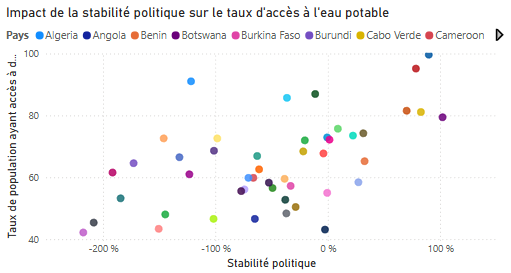 Impact de la stabilité politique sur le taux d'accès à l'eau potable
Pays Algeria Angola Benin Botswana Burkina Faso Burundi Cabo Verde Cameroon
Taux de population ayant accès à d...
100
80
60
40
-200 % -100 % 0 % 100 %
Stabilité politique